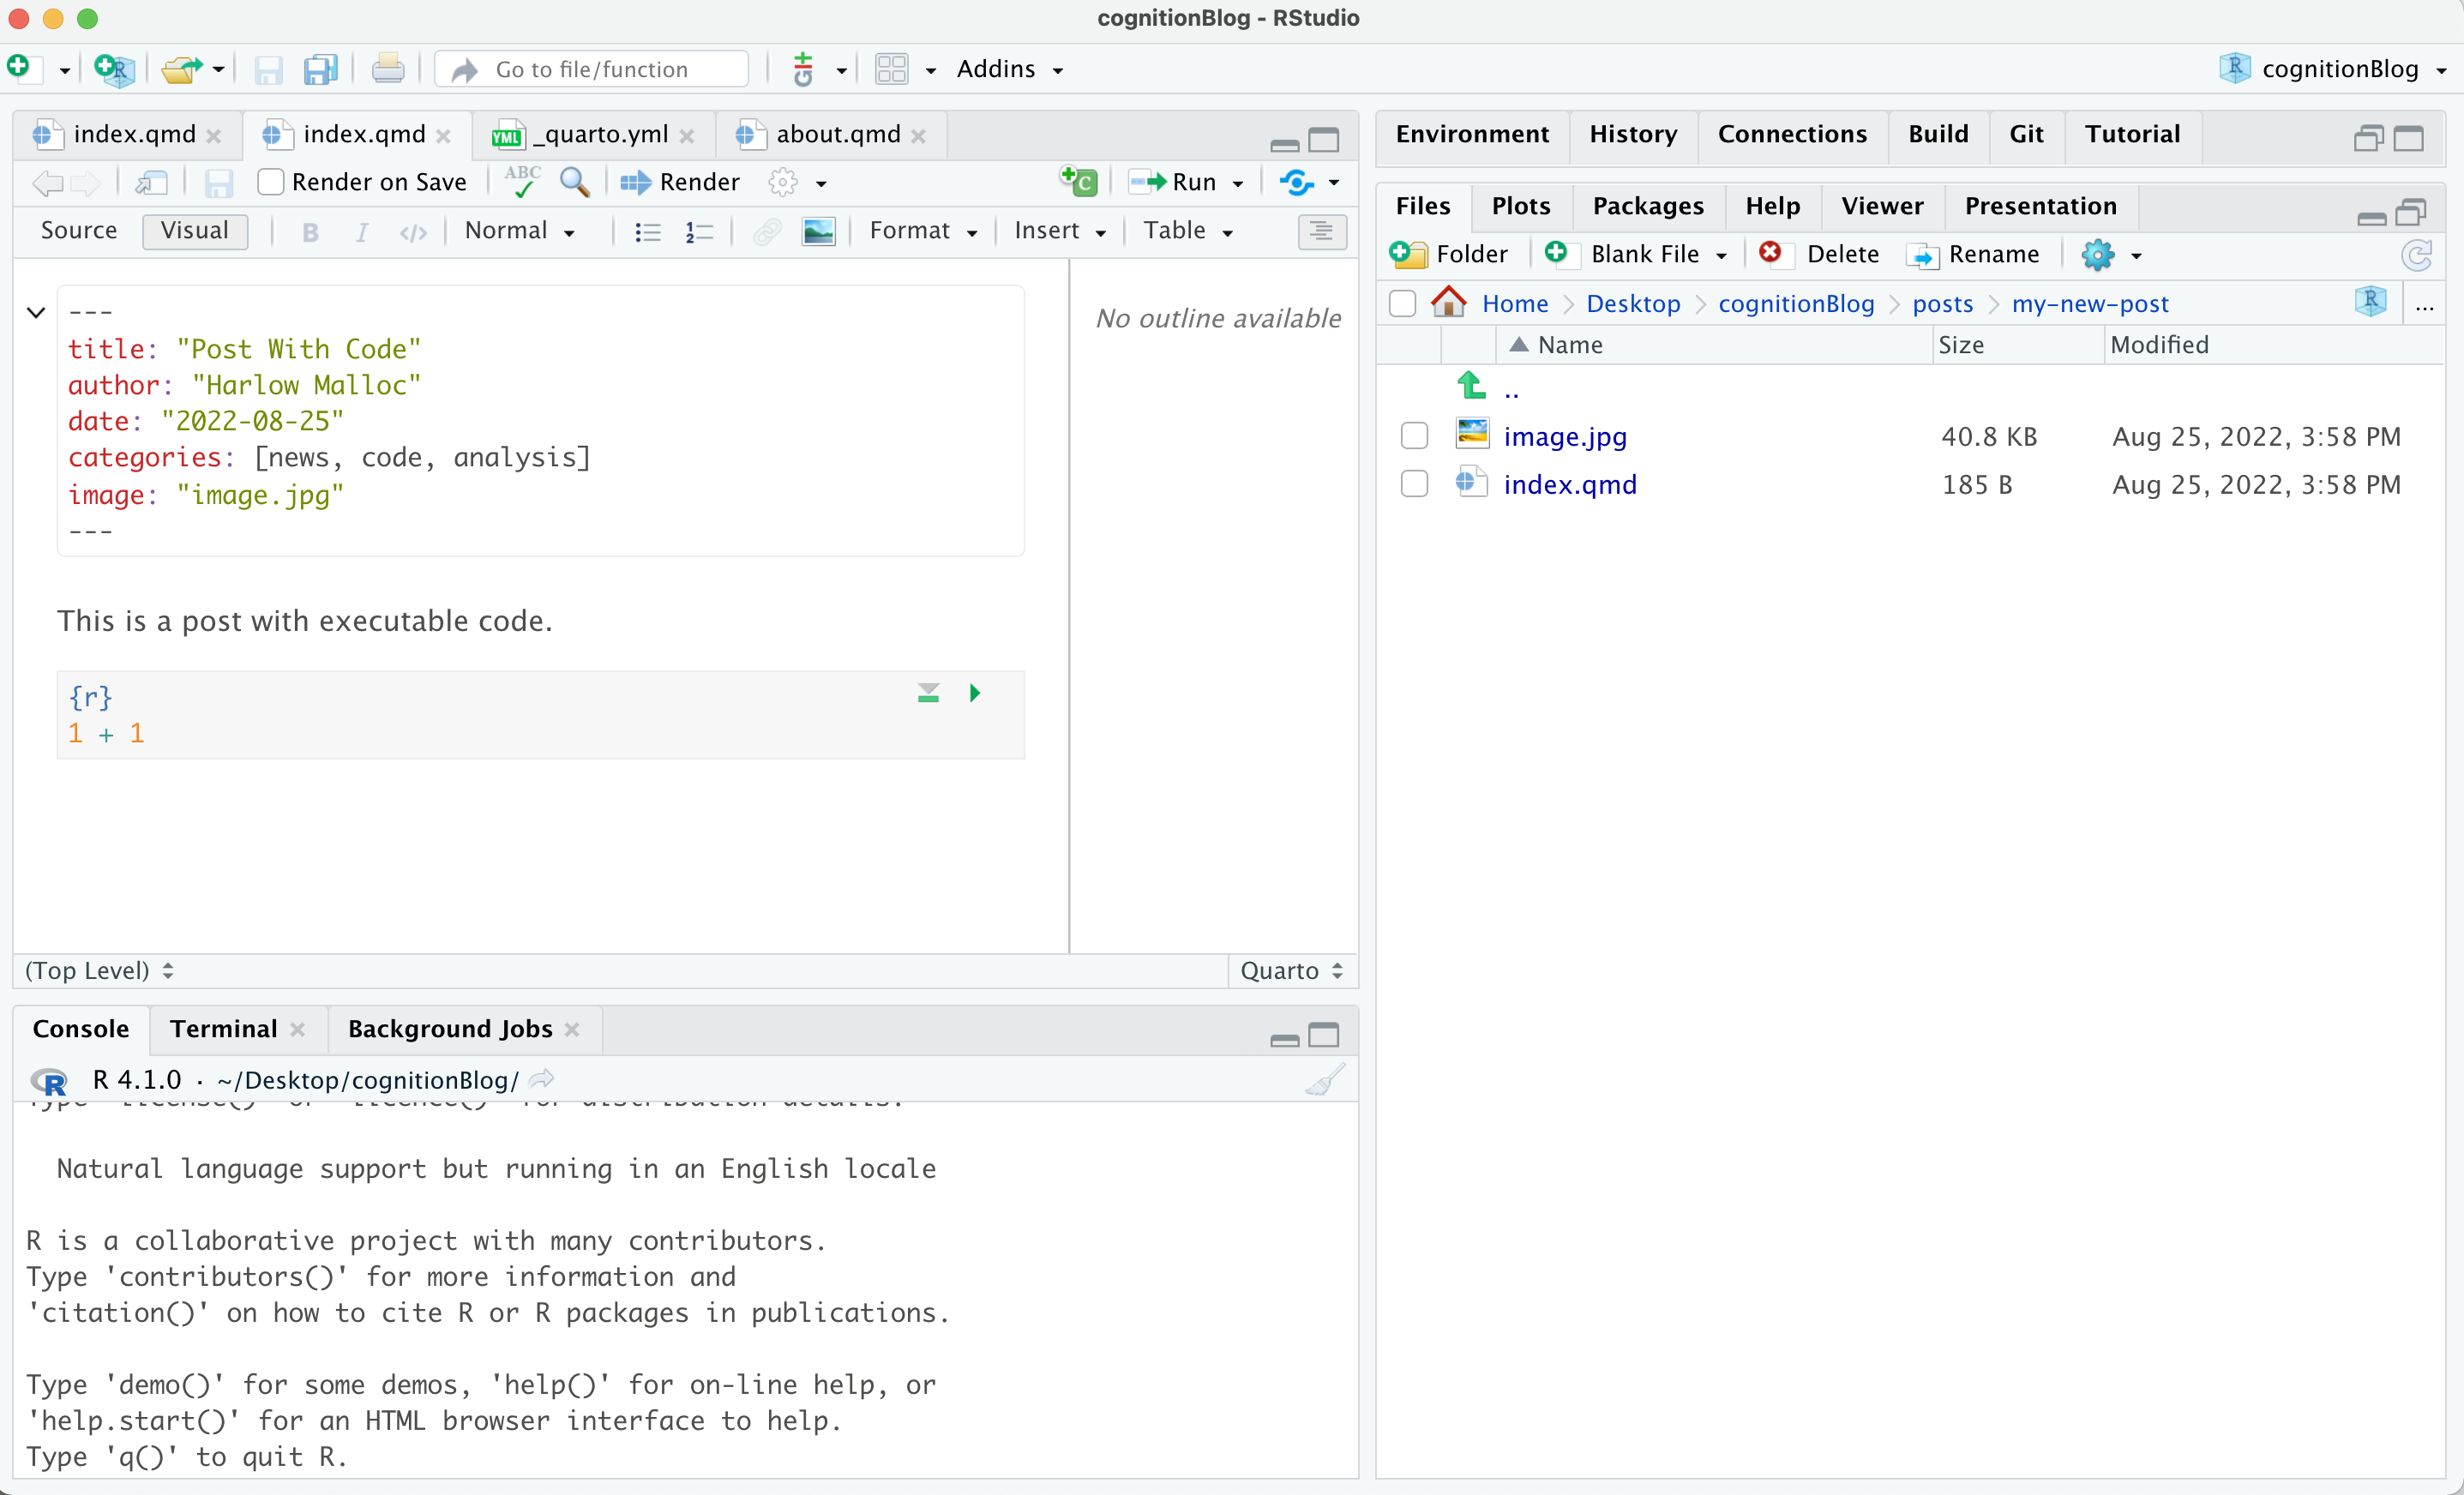 cognitionBlog - RStudio
Go to file/function
Addins
cognitionBlog
index.qmd
index.qmd
_quarto.yml
about.qmd
Render on Save
ABC
Render
Run
Source
Visual
B
I
</>
Normal
Format
Insert
Table
---
title: "Post With Code"
author: "Harlow Malloc"
date: "2022-08-25"
categories: [news, code, analysis]
image: "image.jpg"
---
This is a post with executable code.
{r}
1 + 1
No outline available
(Top Level)
Quarto
Console
Terminal
Background Jobs
R 4.1.0 · ~/Desktop/cognitionBlog/
Type 'license()' or 'licence()' for distribution details.
Natural language support but running in an English locale
R is a collaborative project with many contributors.
Type 'contributors()' for more information and
'citation()' on how to cite R or R packages in publications.
Type 'demo()' for some demos, 'help()' for on-line help, or
'help.start()' for an HTML browser interface to help.
Type 'q()' to quit R.
Environment
History
Connections
Build
Git
Tutorial
Files
Plots
Packages
Help
Viewer
Presentation
Folder
Blank File
Delete
Rename
Home
Desktop
cognitionBlog
posts
my-new-post
...
Name
Size
Modified
..
image.jpg 40.8 KB Aug 25, 2022, 3:58 PM
index.qmd 185 B Aug 25, 2022, 3:58 PM